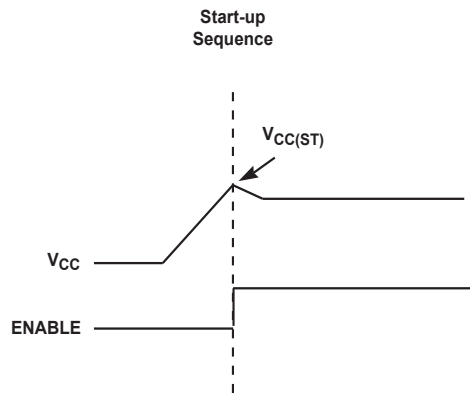 Start-up
Sequence
VCC(ST)
VCC
ENABLE